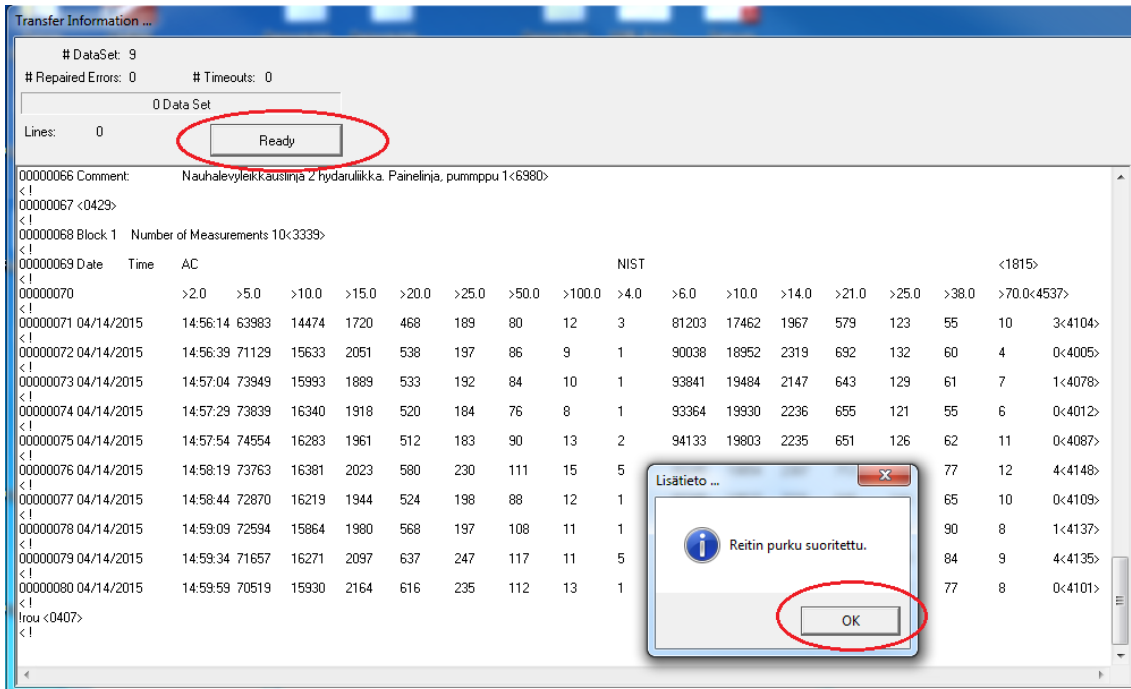 Transfer Information ...
# DataSet: 9
# Repaired Errors: 0 # Timeouts: 0
0 Data Set
Lines: 0
Ready
00000066 Comment: Nauhalevyleikkauslinja 2 hydaruliikka. Painelinja, pummppu 1<6980>
< !
00000067 <0429>
< !
00000068 Block 1 Number of Measurements 10<3339>
< !
00000069 Date Time AC NIST <1815>
< !
00000070 >2.0 >5.0 >10.0 >15.0 >20.0 >25.0 >50.0 >100.0 >4.0 >6.0 >10.0 >14.0 >21.0 >25.0 >38.0 >70.0<4537>
< !
00000071 04/14/2015 14:56:14 63983 14474 1720 468 189 80 12 3 81203 17462 1967 579 123 55 10 3<4104>
< !
00000072 04/14/2015 14:56:39 71129 15633 2051 538 197 86 9 1 90038 18952 2319 692 132 60 4 0<4005>
< !
00000073 04/14/2015 14:57:04 73949 15993 1889 533 192 84 10 1 93841 19484 2147 643 129 61 7 1<4078>
< !
00000074 04/14/2015 14:57:29 73839 16340 1918 520 184 76 8 1 93364 19930 2236 655 121 55 6 0<4012>
< !
00000075 04/14/2015 14:57:54 74554 16283 1961 512 183 90 13 2 94133 19803 2235 651 126 62 11 0<4087>
< !
00000076 04/14/2015 14:58:19 73763 16381 2023 580 230 111 15 5 77 12 4<4148>
< !
00000077 04/14/2015 14:58:44 72870 16219 1944 524 198 88 12 1 65 10 0<4109>
< !
00000078 04/14/2015 14:59:09 72594 15864 1980 568 197 108 11 1 90 8 1<4137>
< !
00000079 04/14/2015 14:59:34 71657 16271 2097 637 247 117 11 5 84 9 4<4135>
< !
00000080 04/14/2015 14:59:59 70519 15930 2164 616 235 112 13 1 77 8 0<4101>
< !
!rou <0407>
< !
Lisätieto ...
Reitin purku suoritettu.
OK